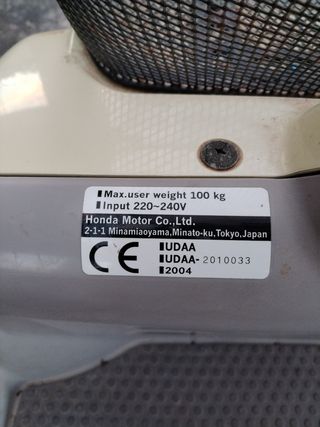 Max.user weight 100 kg
Input 220~240V
Honda Motor Co.,Ltd.
2-1-1 Minamiaoyama,Minato-ku,Tokyo,Japan
CE
UDAA
UDAA-2010033
2004